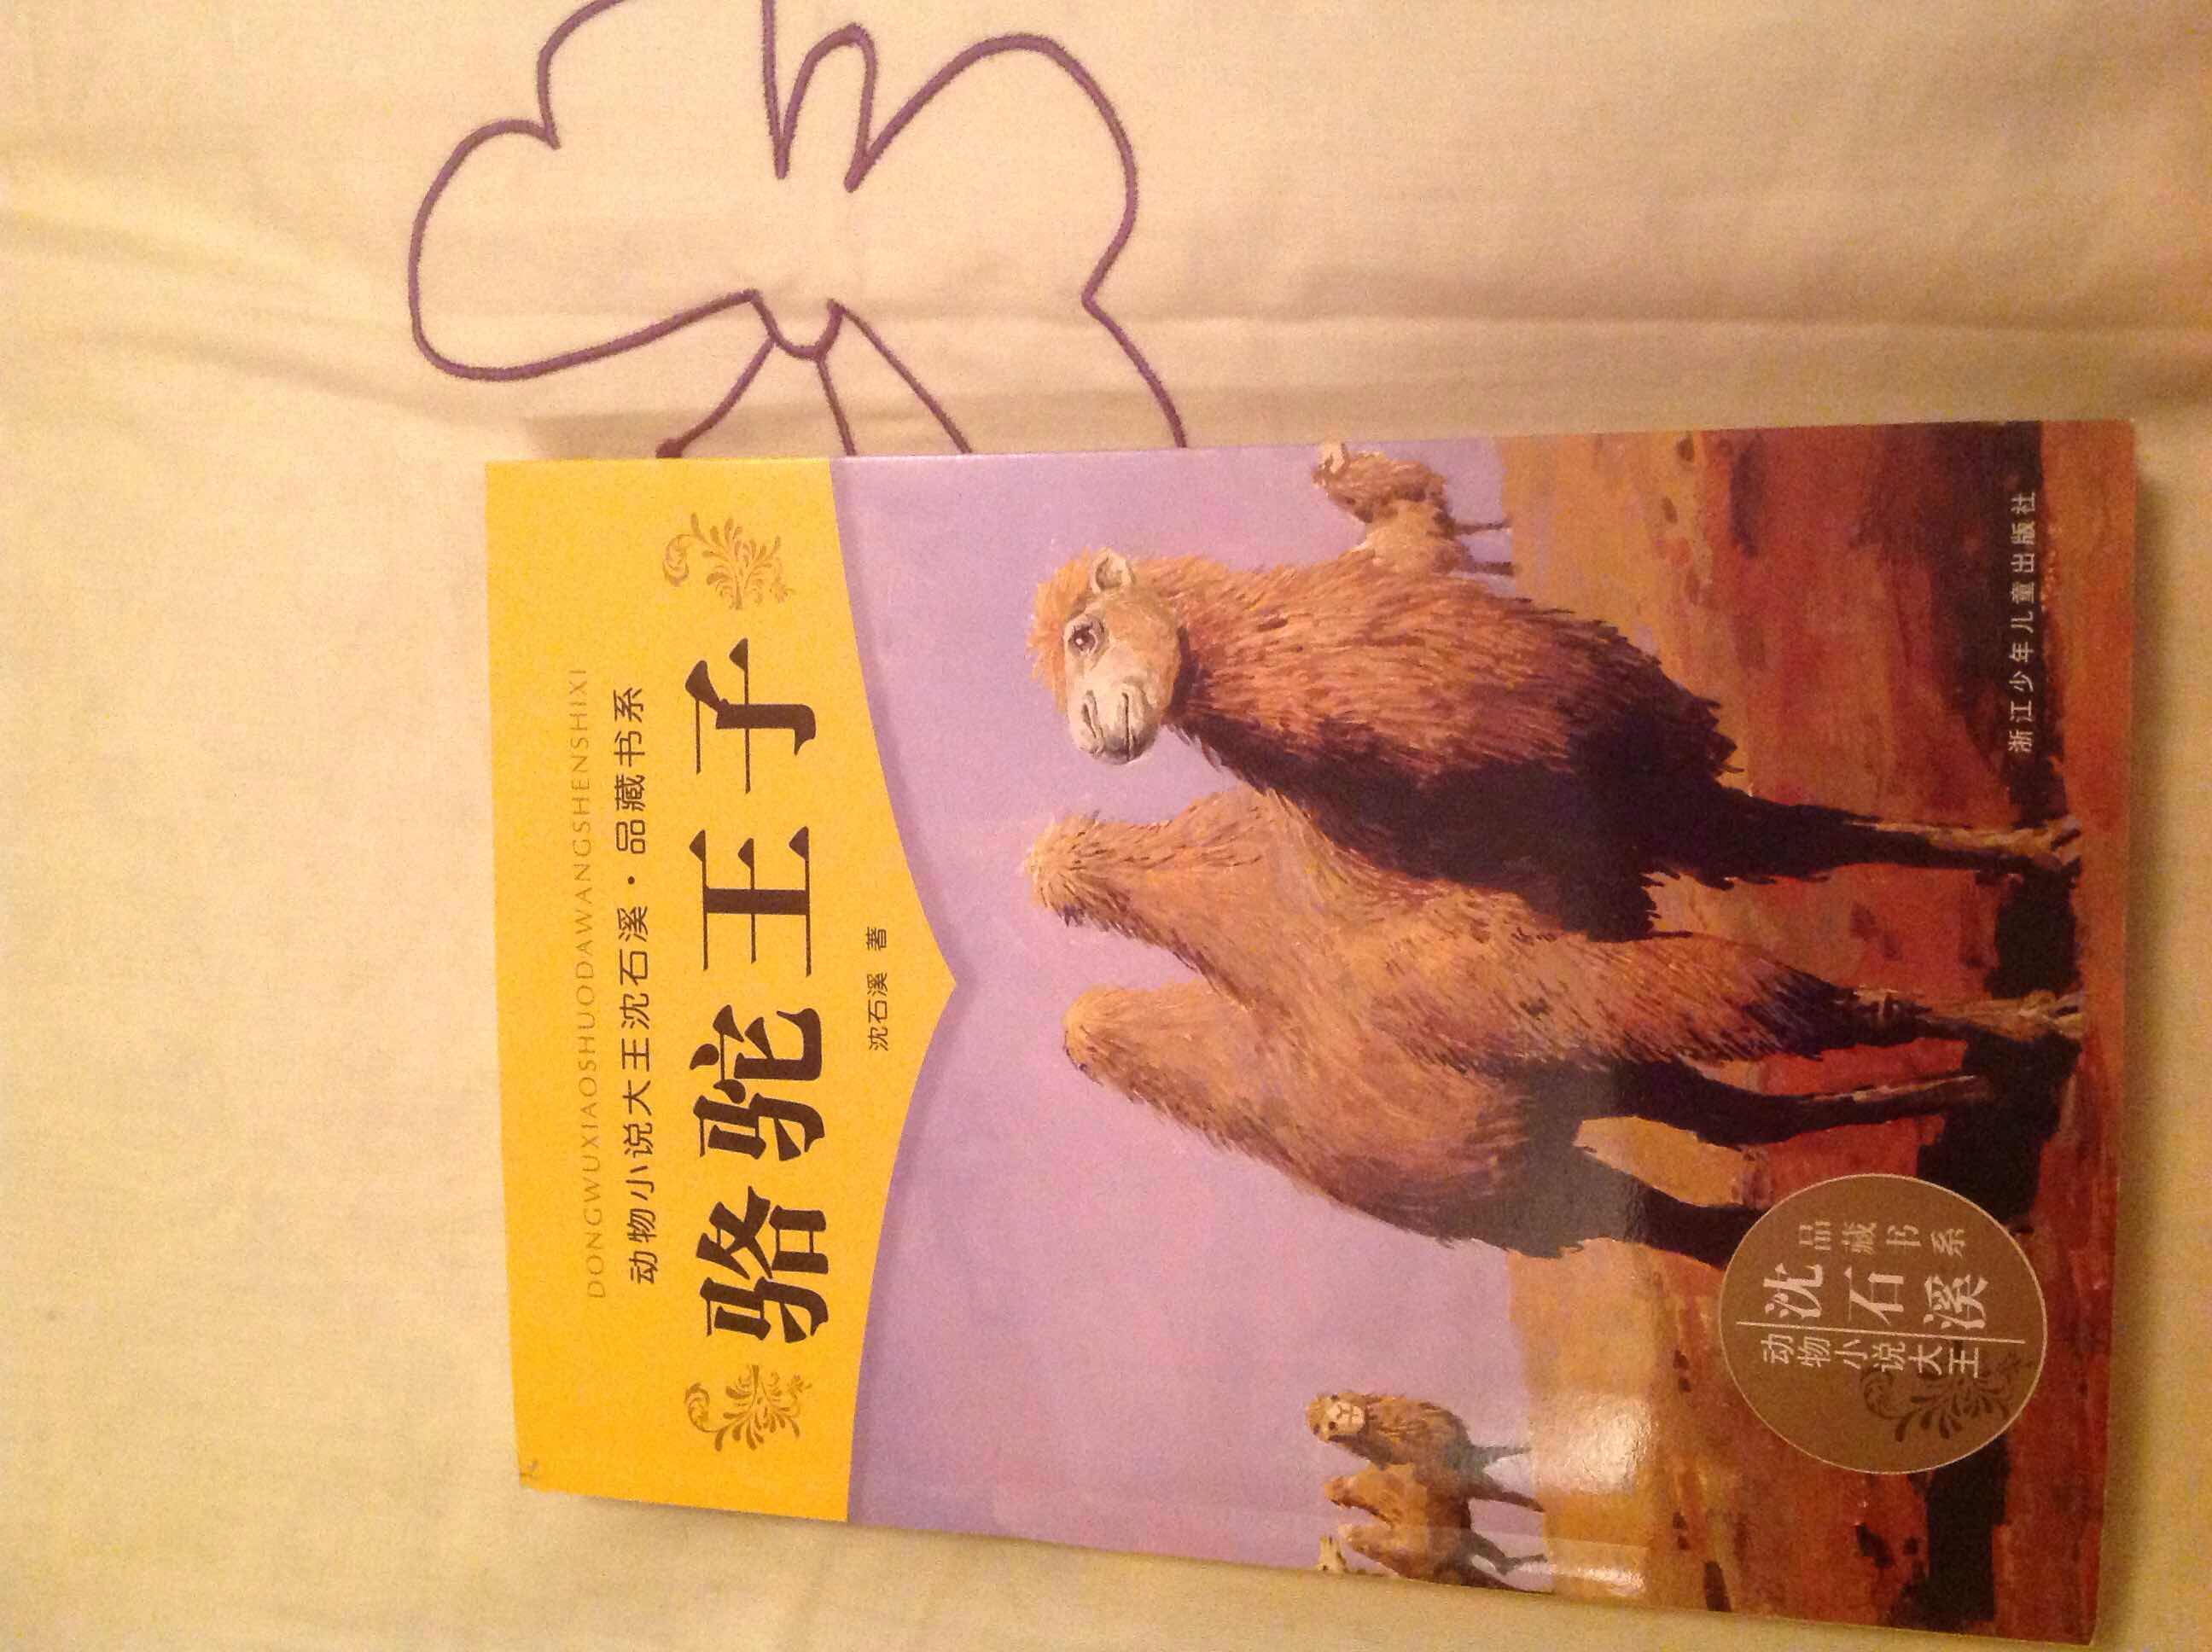 DONGWUXIAOSHUODAWANGSHENSHIXI
动物小说大王沈石溪·品藏书系
骆驼王子
沈石溪 著
动物小说大王
沈石溪
品藏书系
浙江少年儿童出版社